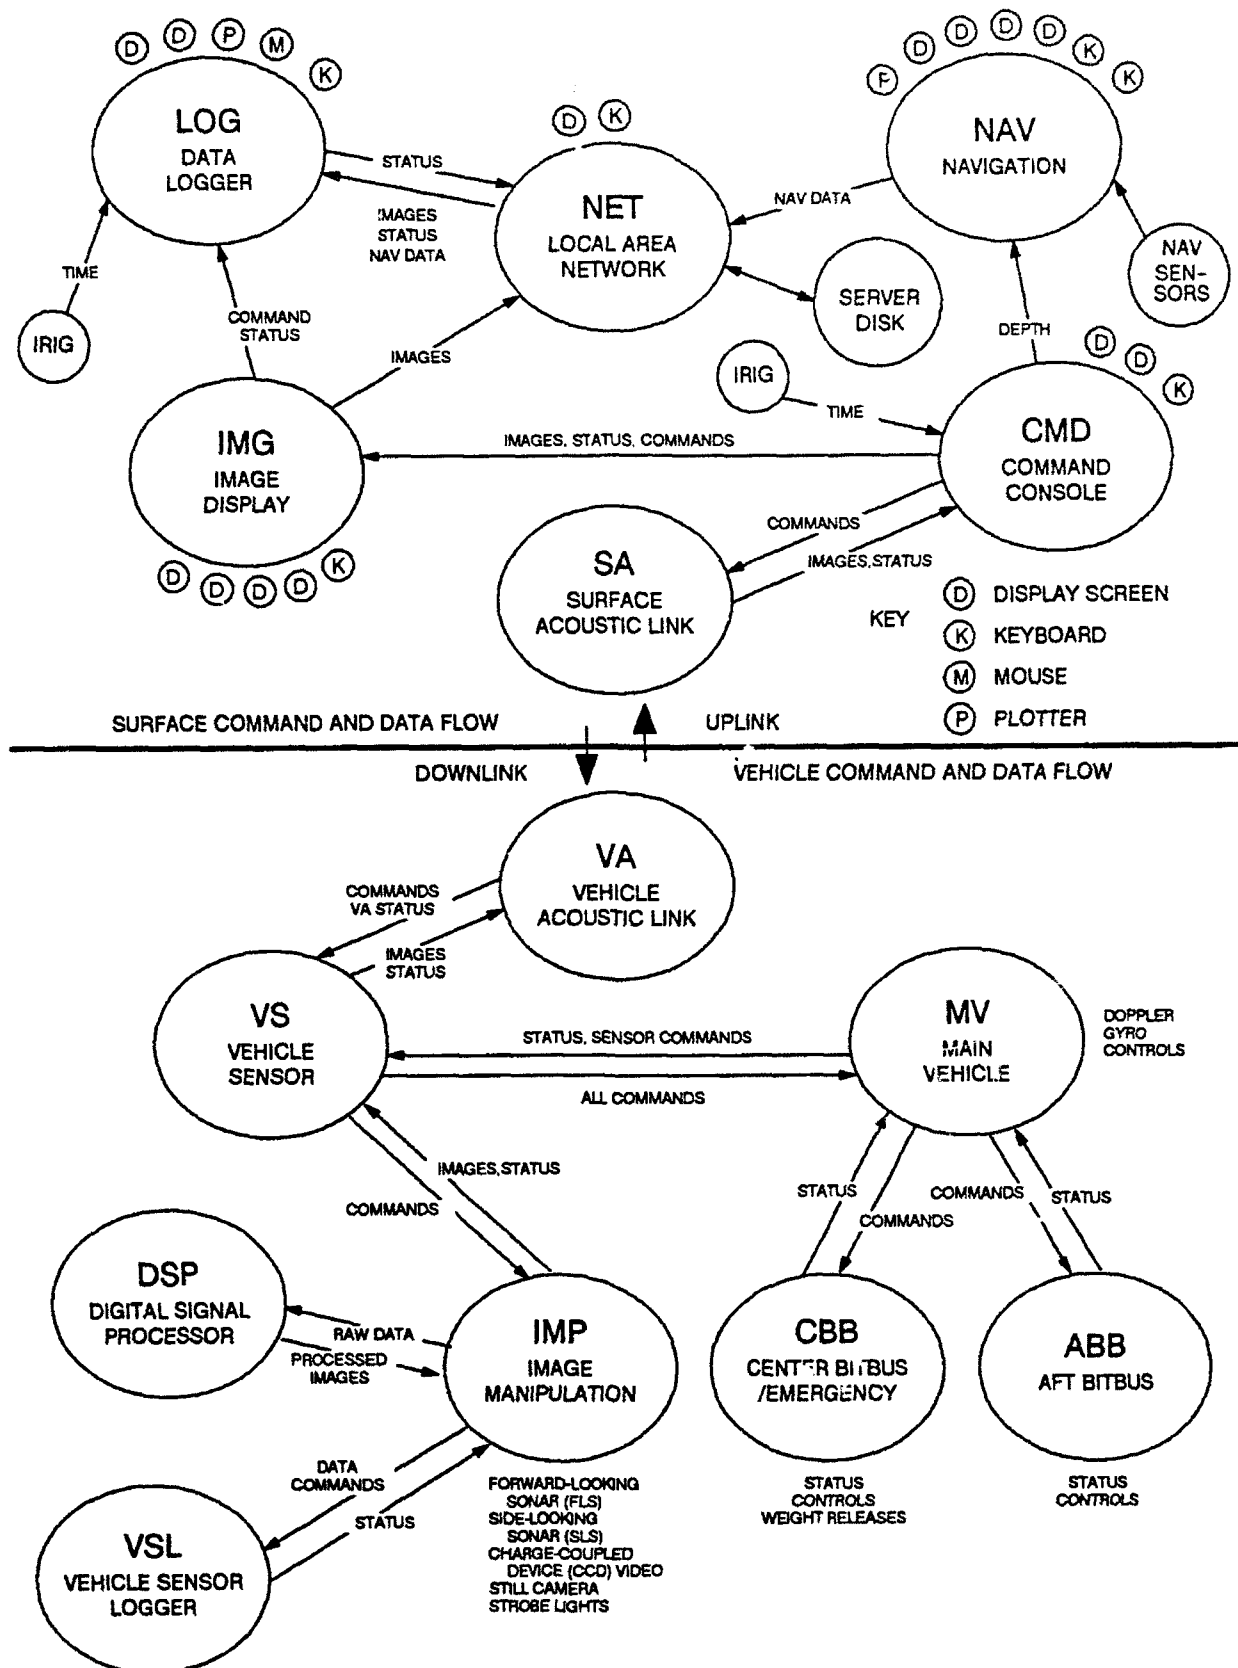 D D P M K
LOG
DATA
LOGGER
D K
NET
LOCAL AREA
NETWORK
P D D D D K K
NAV
NAVIGATION
STATUS
IMAGES
STATUS
NAV DATA
NAV DATA
NAV
SEN-
SORS
TIME
IRIG
COMMAND
STATUS
IMAGES
SERVER
DISK
DEPTH
D D K
IRIG
TIME
IMG
IMAGE
DISPLAY
D D D D K
IMAGES, STATUS, COMMANDS
CMD
COMMAND
CONSOLE
COMMANDS
IMAGES,STATUS
SA
SURFACE
ACOUSTIC LINK
KEY
D DISPLAY SCREEN
K KEYBOARD
M MOUSE
P PLOTTER
SURFACE COMMAND AND DATA FLOW
UPLINK
DOWNLINK
VEHICLE COMMAND AND DATA FLOW
VA
VEHICLE
ACOUSTIC LINK
COMMANDS
VA STATUS
IMAGES
STATUS
VS
VEHICLE
SENSOR
STATUS, SENSOR COMMANDS
ALL COMMANDS
MV
MAIN
VEHICLE
DOPPLER
GYRO
CONTROLS
IMAGES,STATUS
COMMANDS
STATUS
COMMANDS
COMMANDS
STATUS
DSP
DIGITAL SIGNAL
PROCESSOR
RAW DATA
PROCESSED
IMAGES
IMP
IMAGE
MANIPULATION
CBB
CENTER BITBUS
/EMERGENCY
ABB
AFT BITBUS
DATA
COMMANDS
STATUS
VSL
VEHICLE SENSOR
LOGGER
FORWARD-LOOKING
SONAR (FLS)
SIDE-LOOKING
SONAR (SLS)
CHARGE-COUPLED
DEVICE (CCD) VIDEO
STILL CAMERA
STROBE LIGHTS
STATUS
CONTROLS
WEIGHT RELEASES
STATUS
CONTROLS